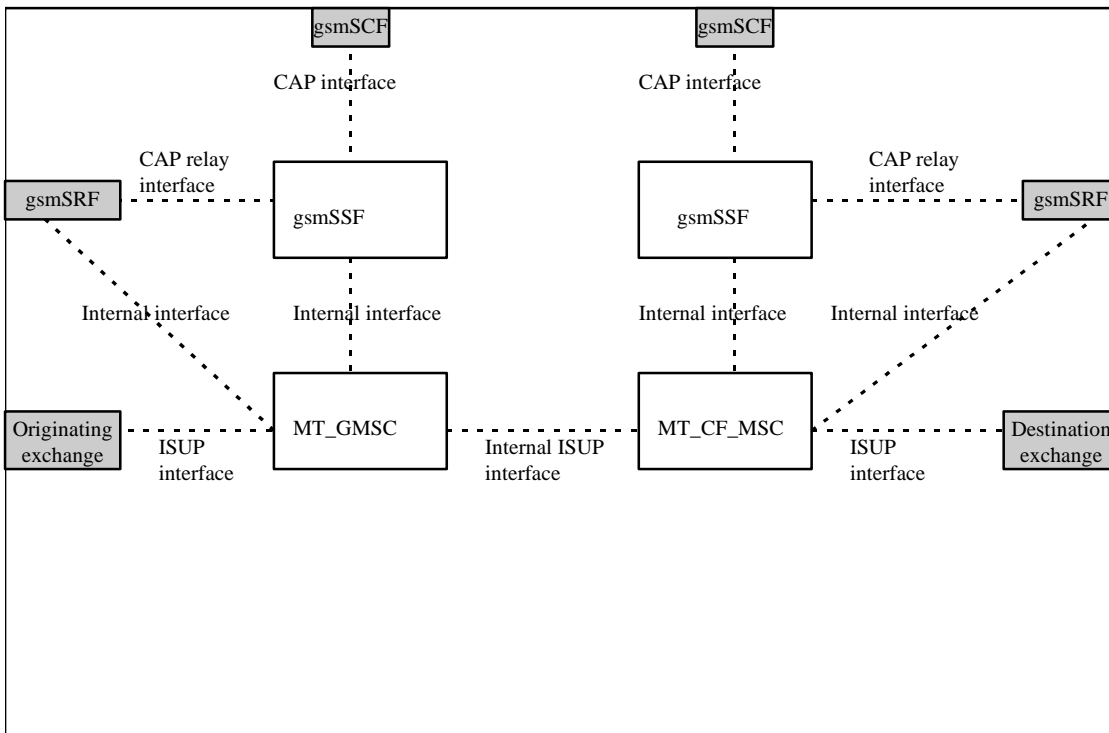 gsmSCF
gsmSCF
CAP interface
CAP interface
CAP relay
interface
CAP relay
interface
gsmSRF
gsmSSF
gsmSSF
gsmSRF
Internal interface
Internal interface
Internal interface
Internal interface
Originating
exchange
ISUP
interface
MT_GMSC
Internal ISUP
interface
MT_CF_MSC
ISUP
interface
Destination
exchange